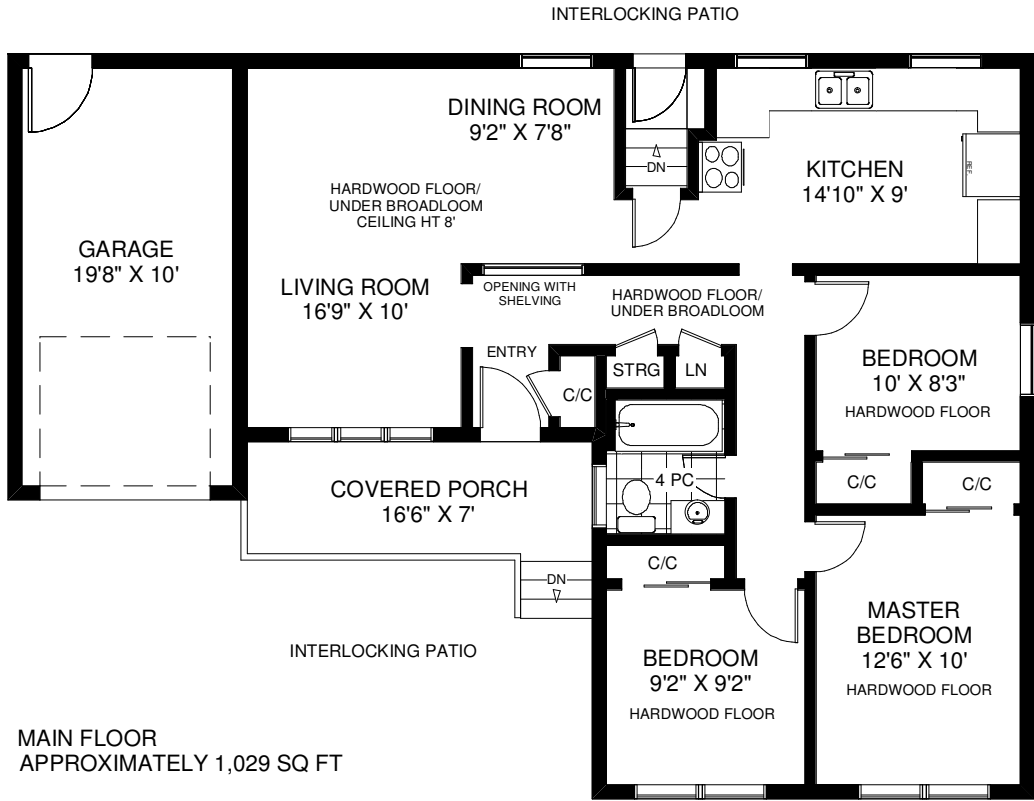 INTERLOCKING PATIO
DINING ROOM
9'2" X 7'8"
DN
KITCHEN
14'10" X 9'
REF.
HARDWOOD FLOOR/
UNDER BROADLOOM
CEILING HT 8'
GARAGE
19'8" X 10'
LIVING ROOM
16'9" X 10'
OPENING WITH
SHELVING
HARDWOOD FLOOR/
UNDER BROADLOOM
ENTRY
C/C
STRG
LN
BEDROOM
10' X 8'3"
HARDWOOD FLOOR
4 PC
C/C
C/C
COVERED PORCH
16'6" X 7'
DN
C/C
INTERLOCKING PATIO
BEDROOM
9'2" X 9'2"
HARDWOOD FLOOR
MASTER
BEDROOM
12'6" X 10'
HARDWOOD FLOOR
MAIN FLOOR
APPROXIMATELY 1,029 SQ FT